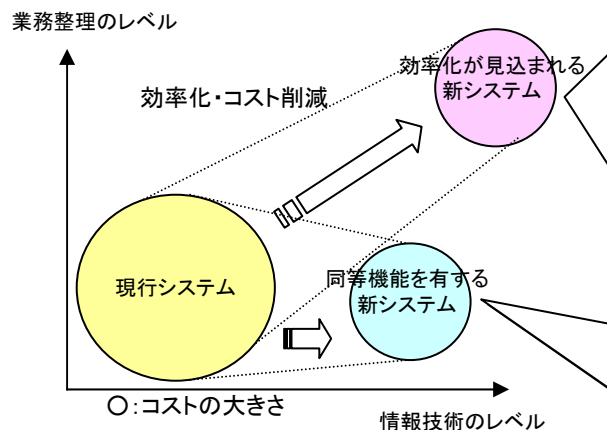 業務整理のレベル
効率化が見込まれる
新システム
効率化・コスト削減
現行システム
同等機能を有する
新システム
○:コストの大きさ
情報技術のレベル